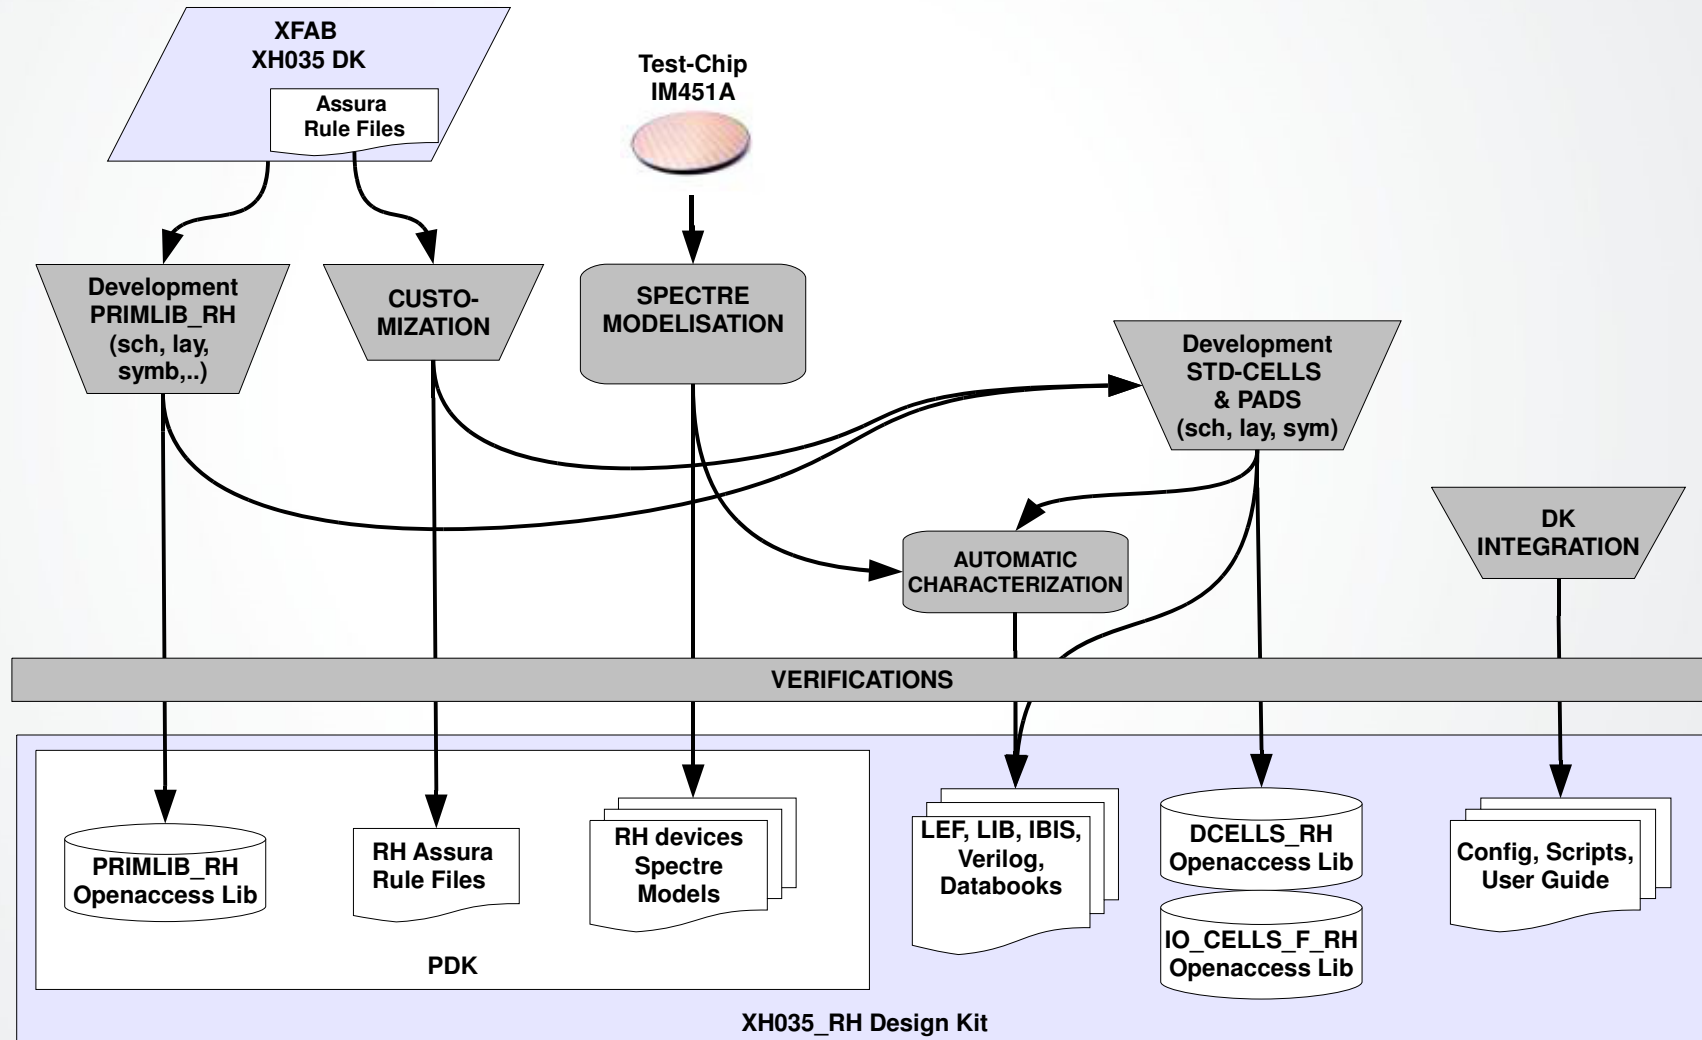 XFAB
XH035 DK
Assura
Rule Files
Test-Chip
IM451A
Development
PRIMLIB_RH
(sch, lay,
symb,..)
CUSTO-
MIZATION
SPECTRE
MODELISATION
Development
STD-CELLS
& PADS
(sch, lay, sym)
AUTOMATIC
CHARACTERIZATION
DK
INTEGRATION
VERIFICATIONS
PRIMLIB_RH
Openaccess Lib
RH Assura
Rule Files
RH devices
Spectre
Models
LEF, LIB, IBIS,
Verilog,
Databooks
DCELLS_RH
Openaccess Lib
IO_CELLS_F_RH
Openaccess Lib
Config, Scripts,
User Guide
PDK
XH035_RH Design Kit